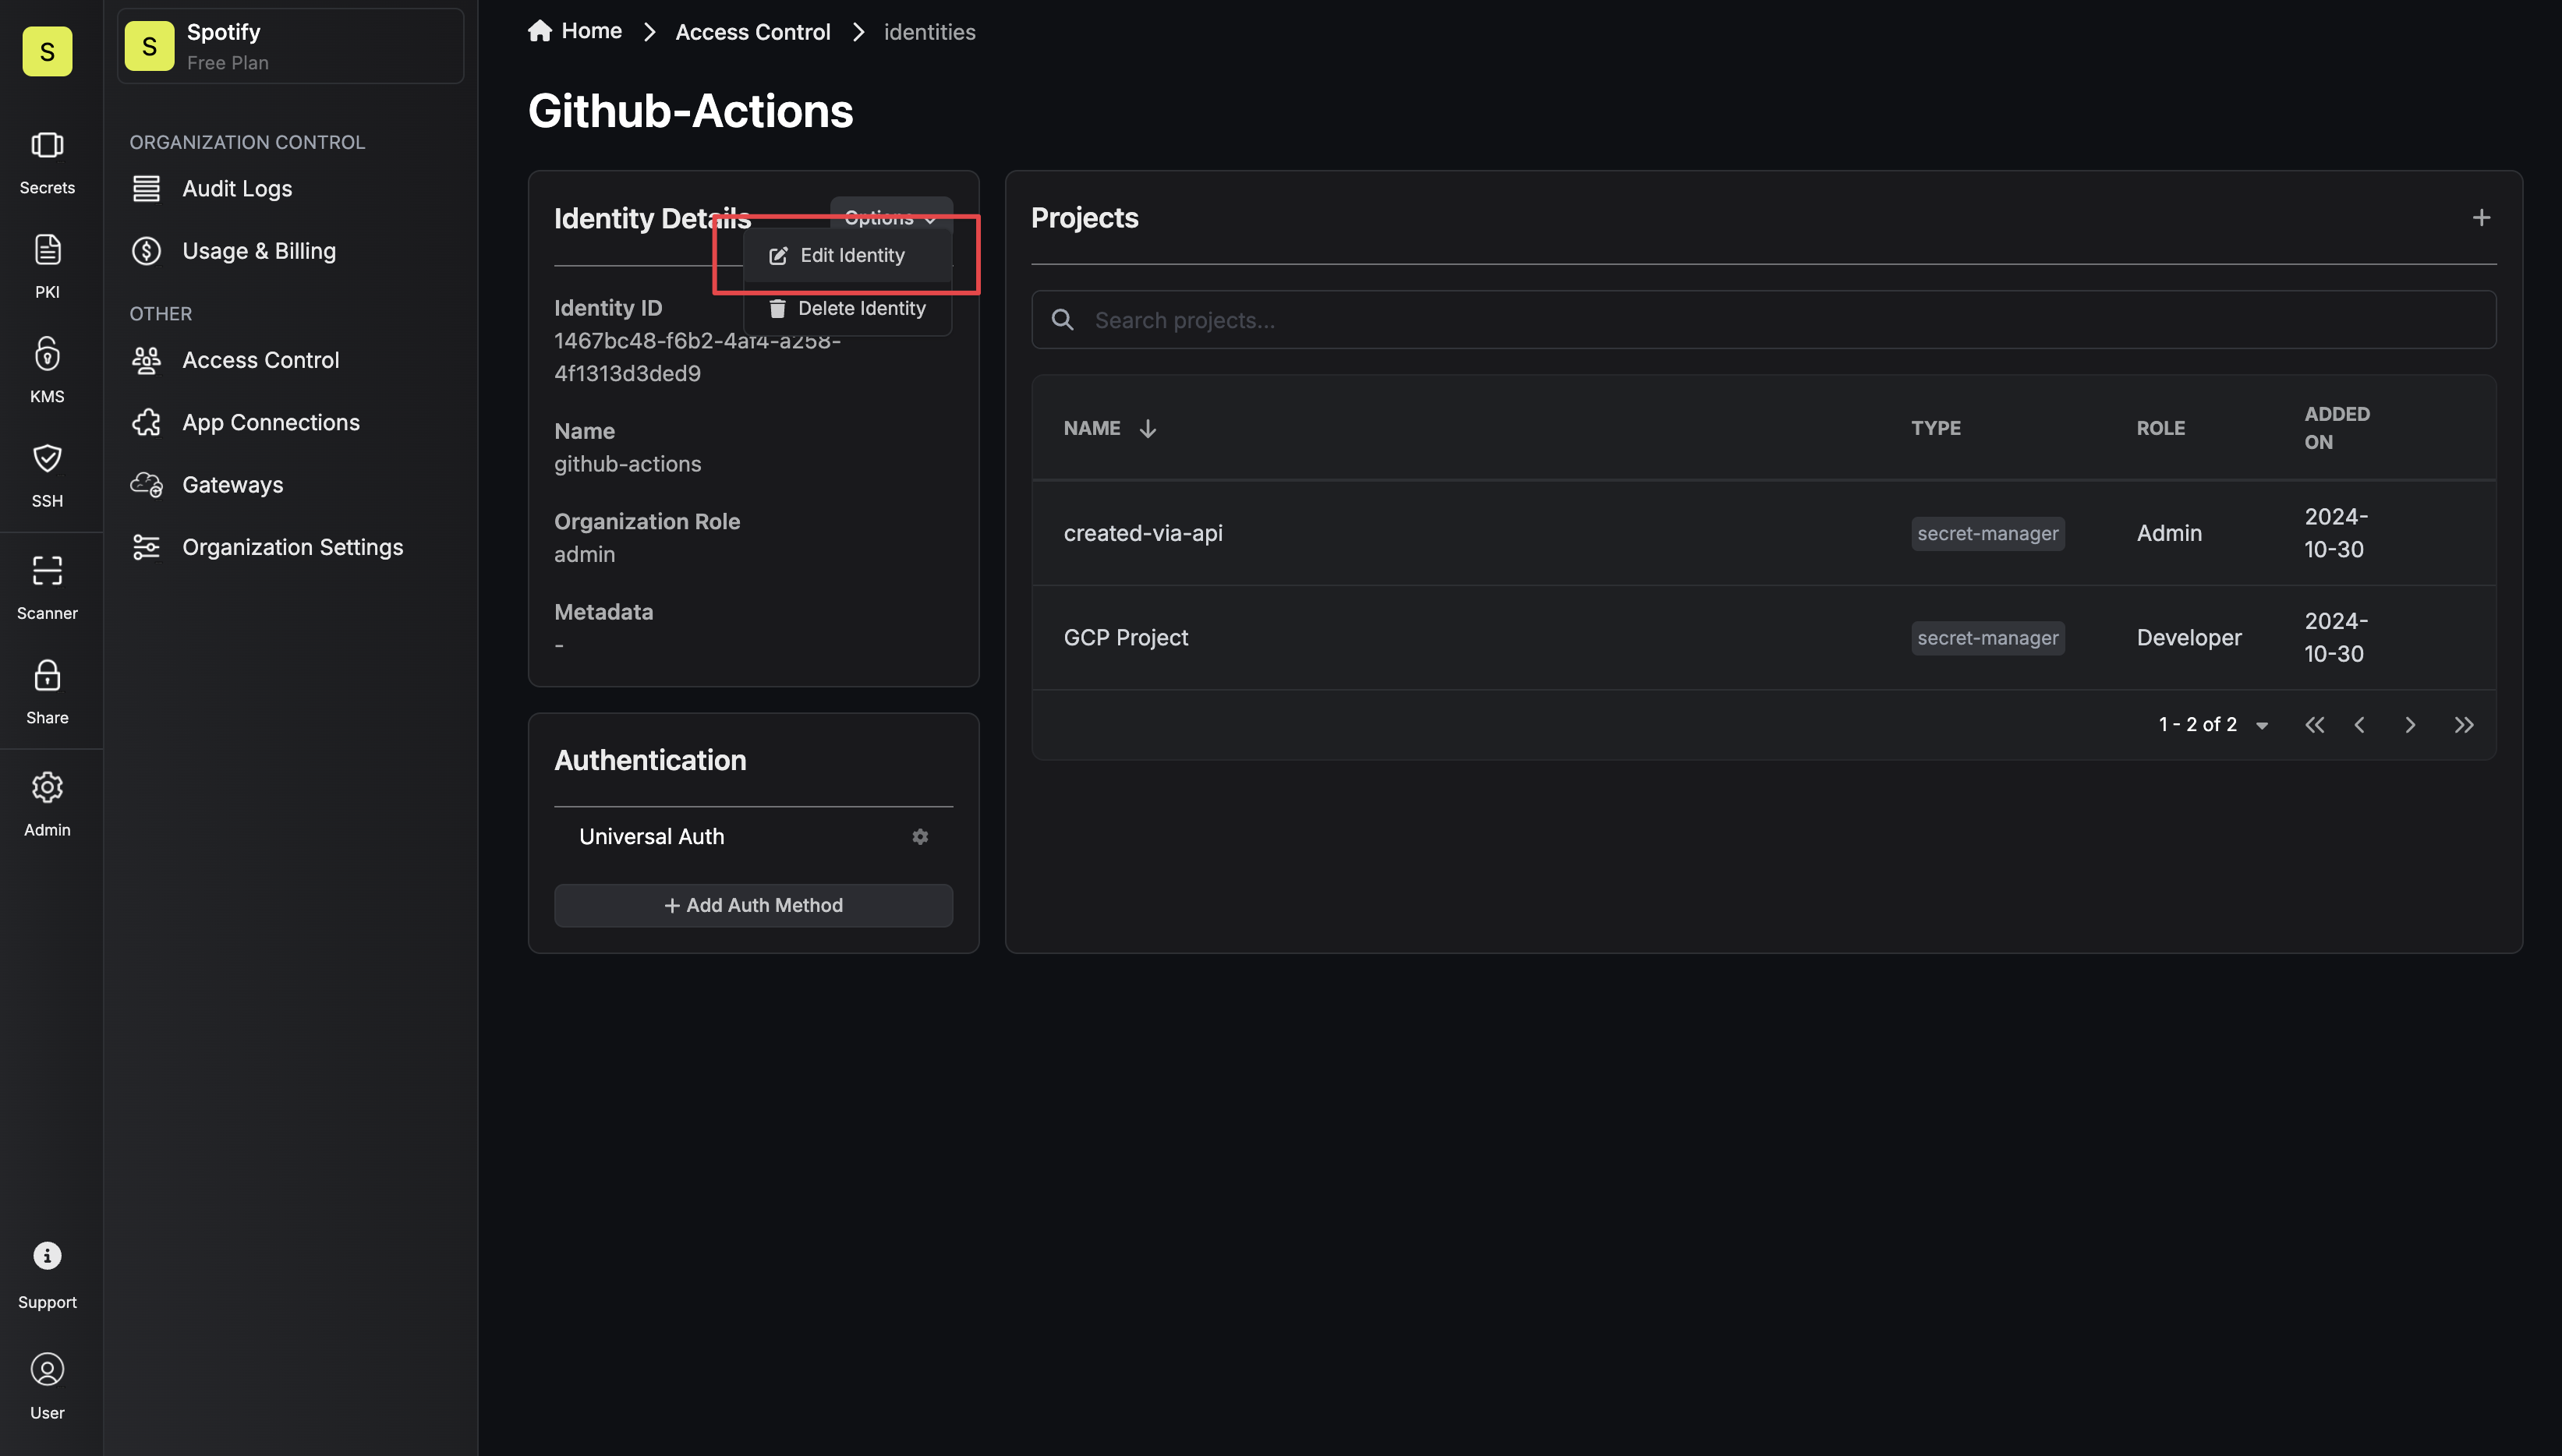 S
Secrets
PKI
KMS
SSH
Scanner
Share
Admin
Support
User
S
Spotify
Free Plan
ORGANIZATION CONTROL
Audit Logs
Usage & Billing
OTHER
Access Control
App Connections
Gateways
Organization Settings
Home
Access Control
identities
Github-Actions
Identity Details
Options
Edit Identity
Delete Identity
Identity ID
1467bc48-f6b2-4af4-a258-
4f1313d3ded9
Name
github-actions
Organization Role
admin
Metadata
-
Authentication
Universal Auth
+ Add Auth Method
Projects
Search projects...
NAME TYPE ROLE ADDED
ON
created-via-api secret-manager Admin 2024-
10-30
GCP Project secret-manager Developer 2024-
10-30
1 - 2 of 2